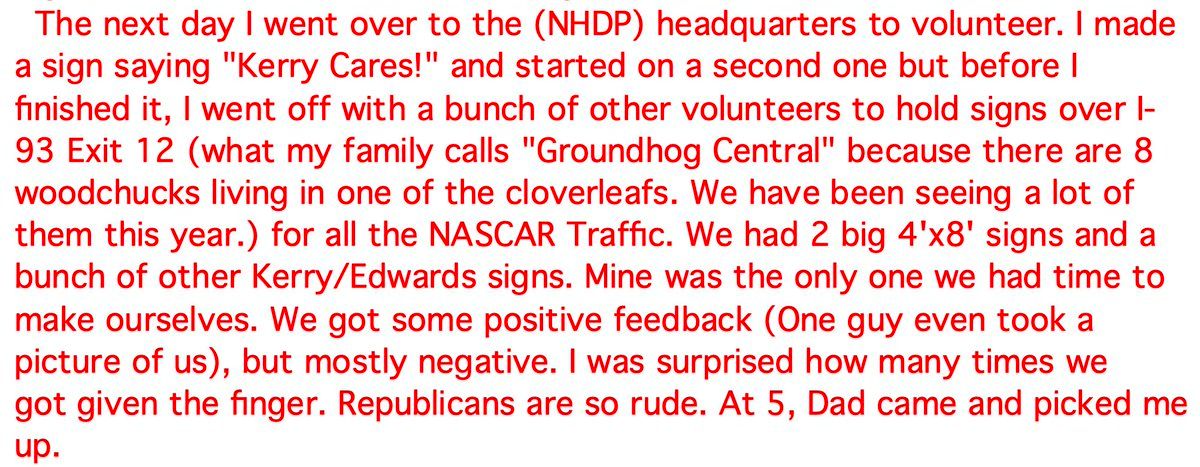 The next day I went over to the (NHDP) headquarters to volunteer. I made
a sign saying "Kerry Cares!" and started on a second one but before I
finished it, I went off with a bunch of other volunteers to hold signs over I-
93 Exit 12 (what my family calls "Groundhog Central" because there are 8
woodchucks living in one of the cloverleafs. We have been seeing a lot of
them this year.) for all the NASCAR Traffic. We had 2 big 4'x8' signs and a
bunch of other Kerry/Edwards signs. Mine was the only one we had time to
make ourselves. We got some positive feedback (One guy even took a
picture of us), but mostly negative. I was surprised how many times we
got given the finger. Republicans are so rude. At 5, Dad came and picked me
up.